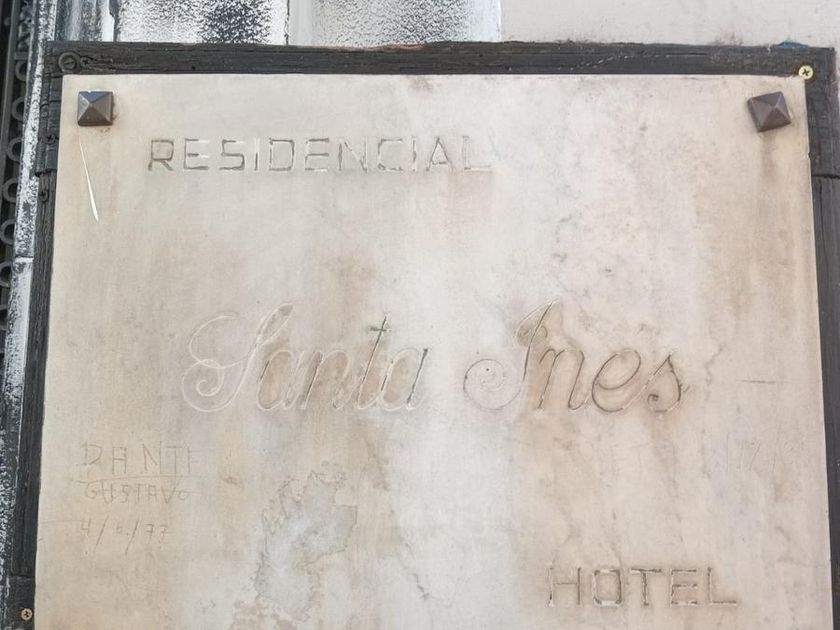 RESIDENCIAL
Santa Ines
DANTE
GUSTAVO
HOTEL